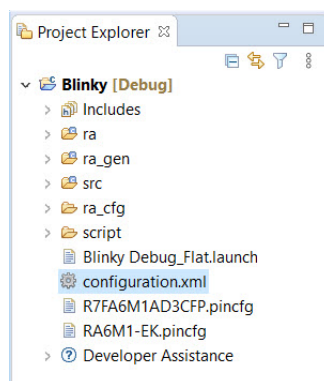 Project Explorer
Blinky [Debug]
Includes
ra
ra_gen
src
ra_cfg
script
Blinky Debug_Flat.launch
configuration.xml
R7FA6M1AD3CFP.pincfg
RA6M1-EK.pincfg
Developer Assistance